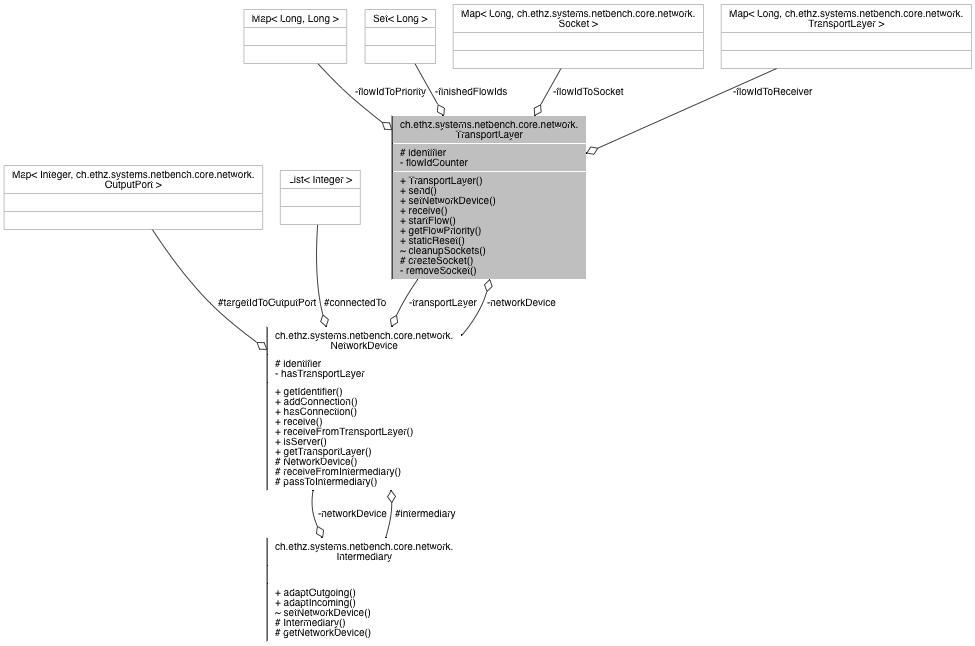 Map< Long, Long >
Set< Long >
Map< Long, ch.ethz.systems.netbench.core.network.
Socket >
Map< Long, ch.ethz.systems.netbench.core.network.
TransportLayer >
-flowIdToPriority
-finishedFlowIds
-flowIdToSocket
-flowIdToReceiver
ch.ethz.systems.netbench.core.network.
TransportLayer
# identifier
- flowIdCounter
+ TransportLayer()
+ send()
+ setNetworkDevice()
+ receive()
+ startFlow()
+ getFlowPriority()
+ staticReset()
~ cleanupSockets()
# createSocket()
- removeSocket()
Map< Integer, ch.ethz.systems.netbench.core.network.
OutputPort >
List< Integer >
#targetIdToOutputPort
#connectedTo
-transportLayer
-networkDevice
ch.ethz.systems.netbench.core.network.
NetworkDevice
# identifier
- hasTransportLayer
+ getIdentifier()
+ addConnection()
+ hasConnection()
+ receive()
+ receiveFromTransportLayer()
+ isServer()
+ getTransportLayer()
# NetworkDevice()
# receiveFromIntermediary()
# passToIntermediary()
-networkDevice
#intermediary
ch.ethz.systems.netbench.core.network.
Intermediary
+ adaptOutgoing()
+ adaptIncoming()
~ setNetworkDevice()
# Intermediary()
# getNetworkDevice()